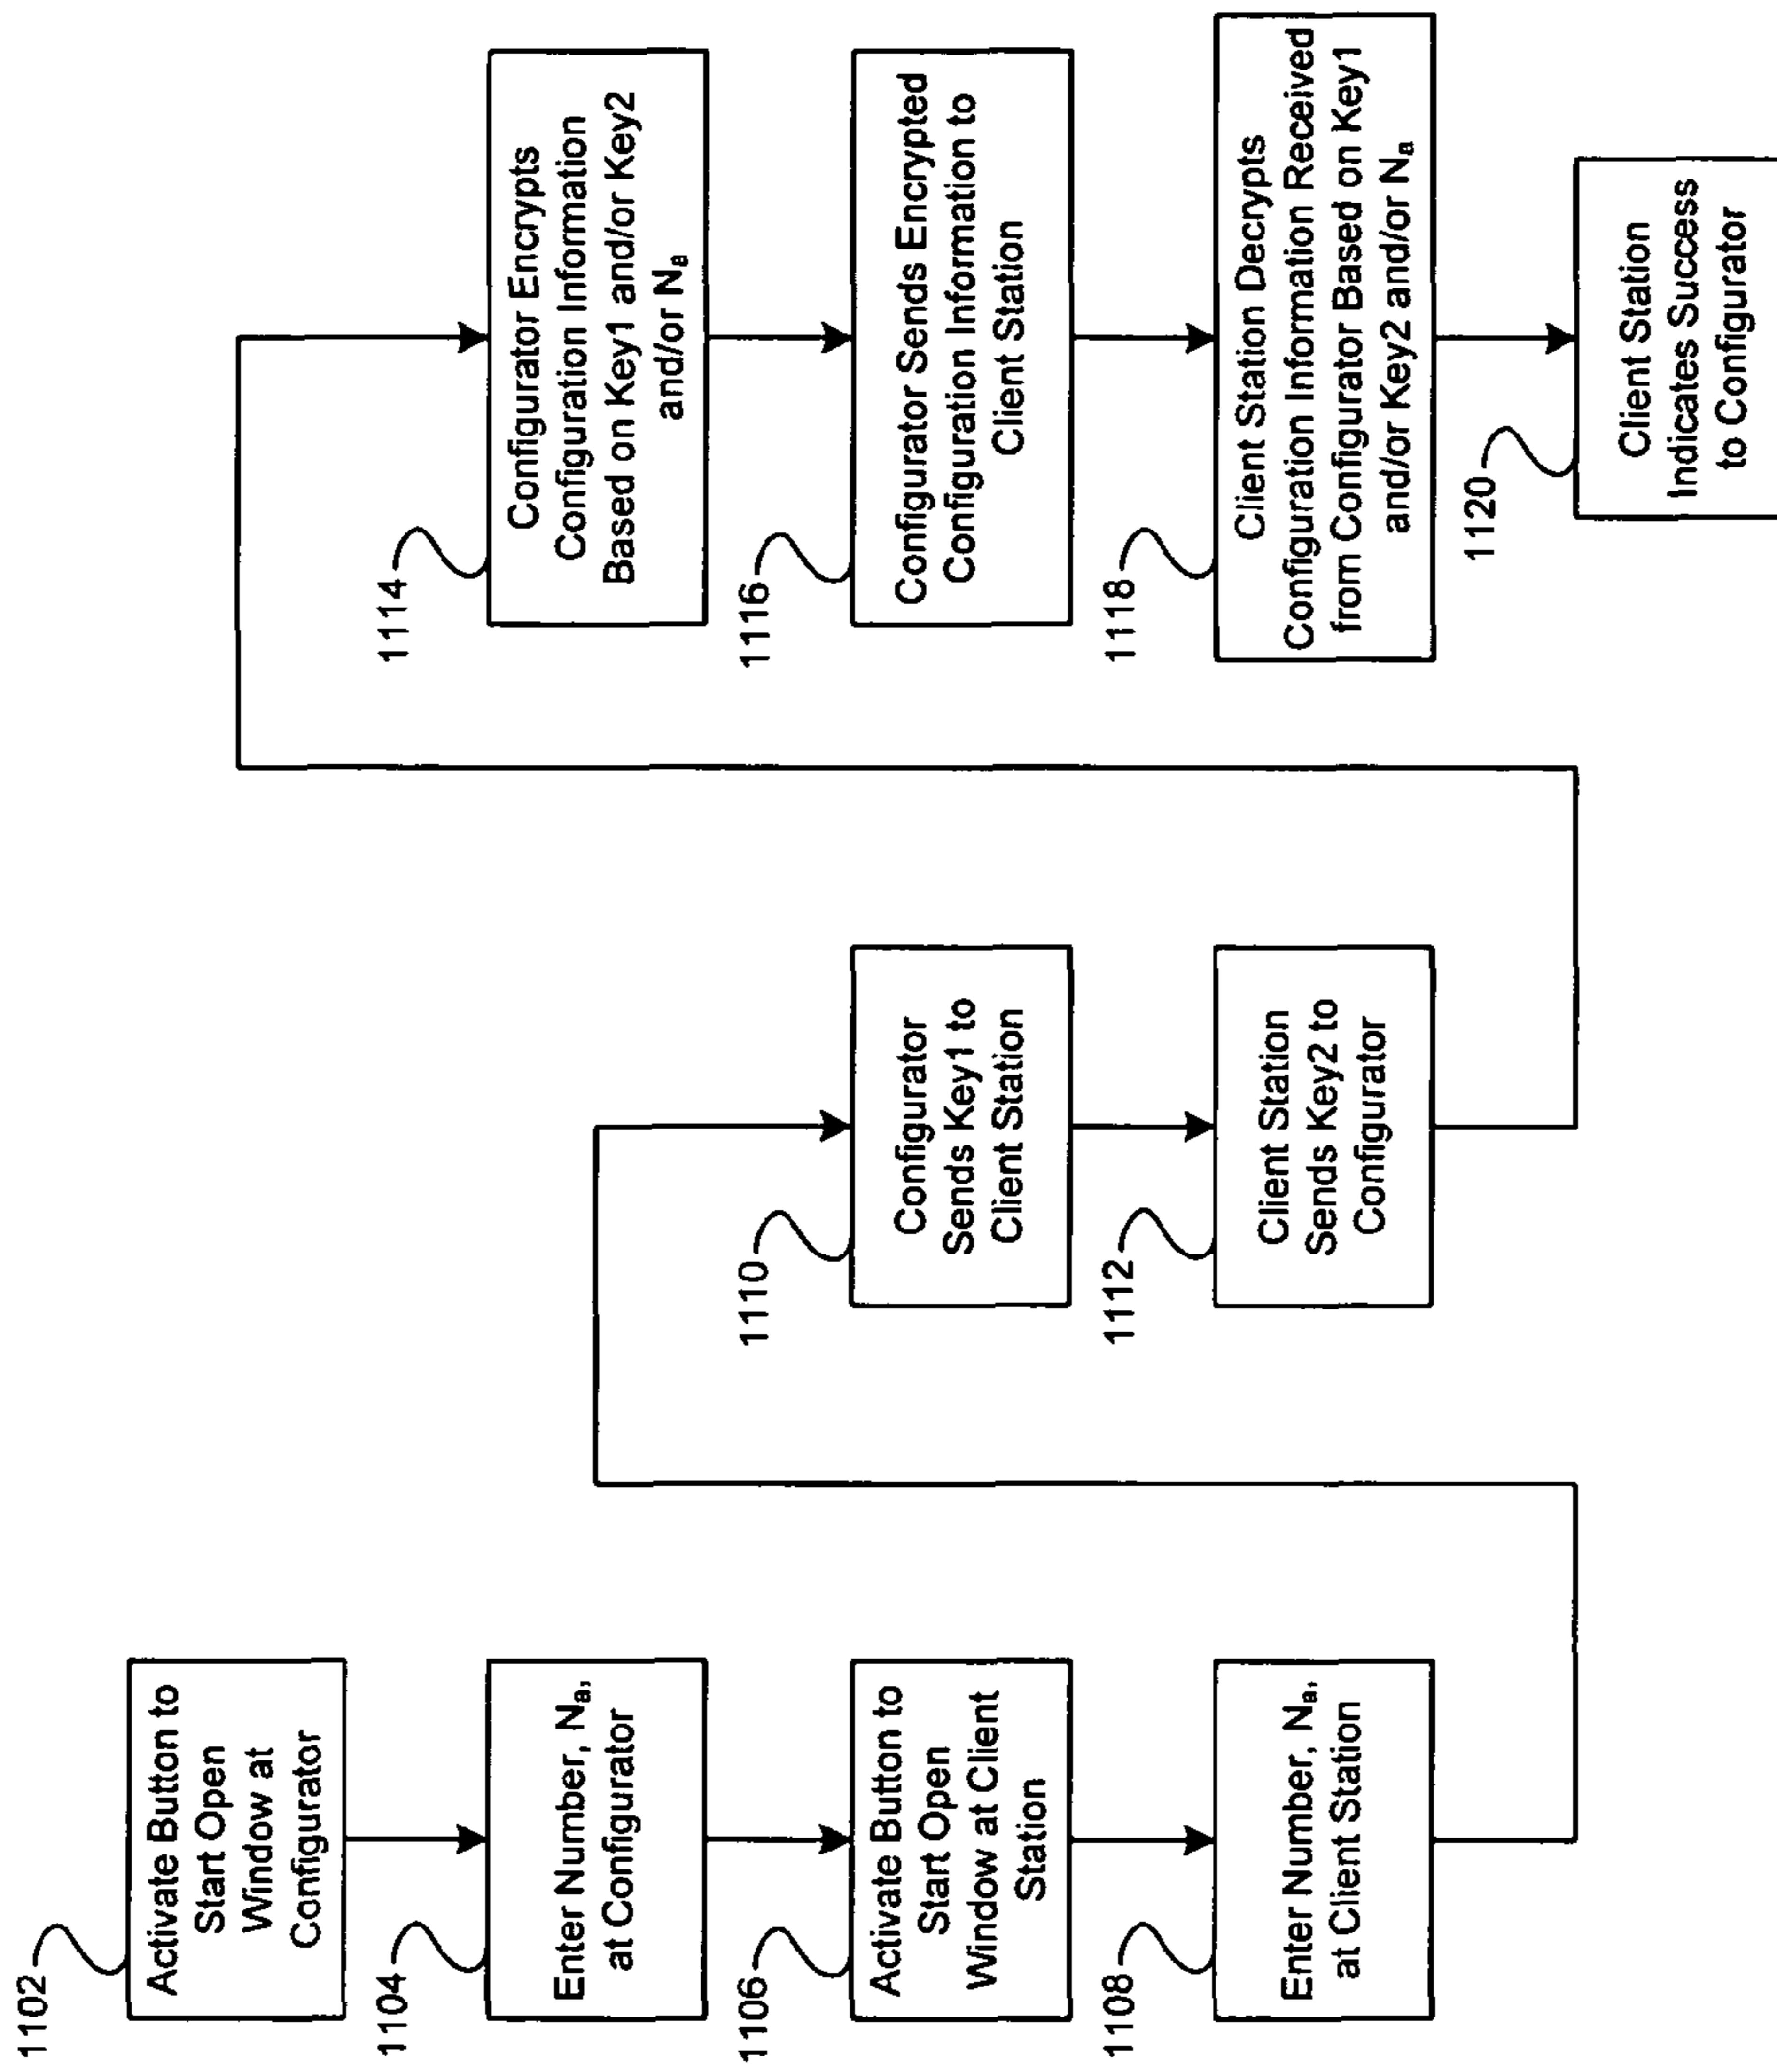 1102
Activate Button to
Start Open
Window at
Configurator
1104
Enter Number, Nₐ,
at Configurator
1106
Activate Button to
Start Open
Window at Client
Station
1108
Enter Number, Nₐ,
at Client Station
1110
Configurator
Sends Key1 to
Client Station
1112
Client Station
Sends Key2 to
Configurator
1114
Configurator Encrypts
Configuration Information
Based on Key1 and/or Key2
and/or Nₐ
1116
Configurator Sends Encrypted
Configuration Information to
Client Station
1118
Client Station Decrypts
Configuration Information Received
from Configurator Based on Key1
and/or Key2 and/or Nₐ
1120
Client Station
Indicates Success
to Configurator